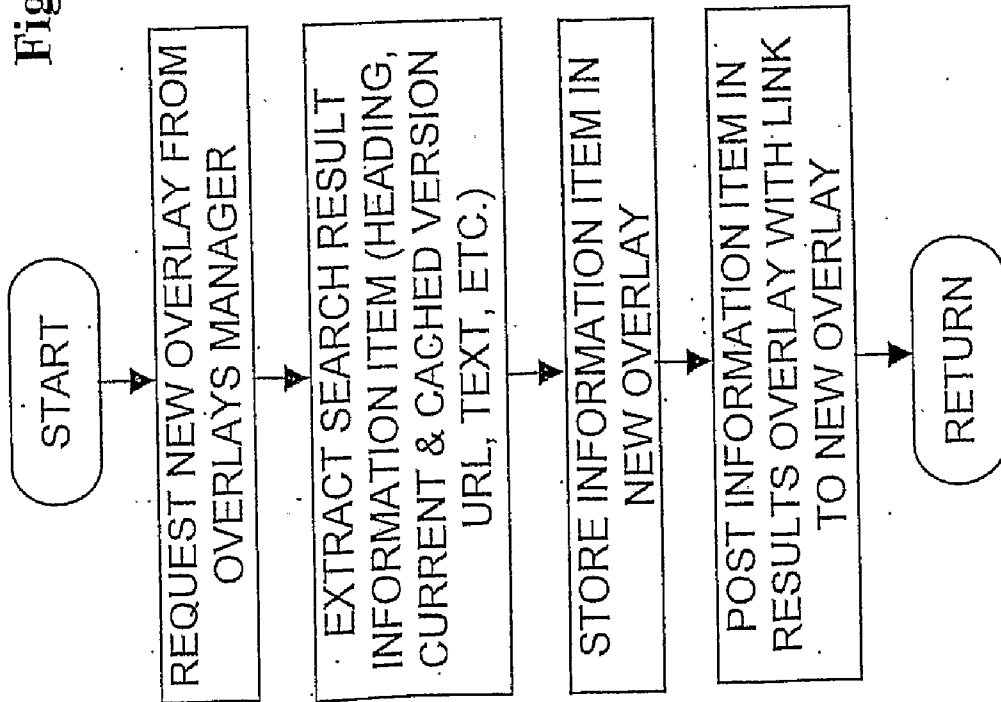 Fig
START
REQUEST NEW OVERLAY FROM
OVERLAYS MANAGER
EXTRACT SEARCH RESULT
INFORMATION ITEM (HEADING,
CURRENT & CACHED VERSION
URL, TEXT, ETC.)
STORE INFORMATION ITEM IN
NEW OVERLAY
POST INFORMATION ITEM IN
RESULTS OVERLAY WITH LINK
TO NEW OVERLAY
RETURN